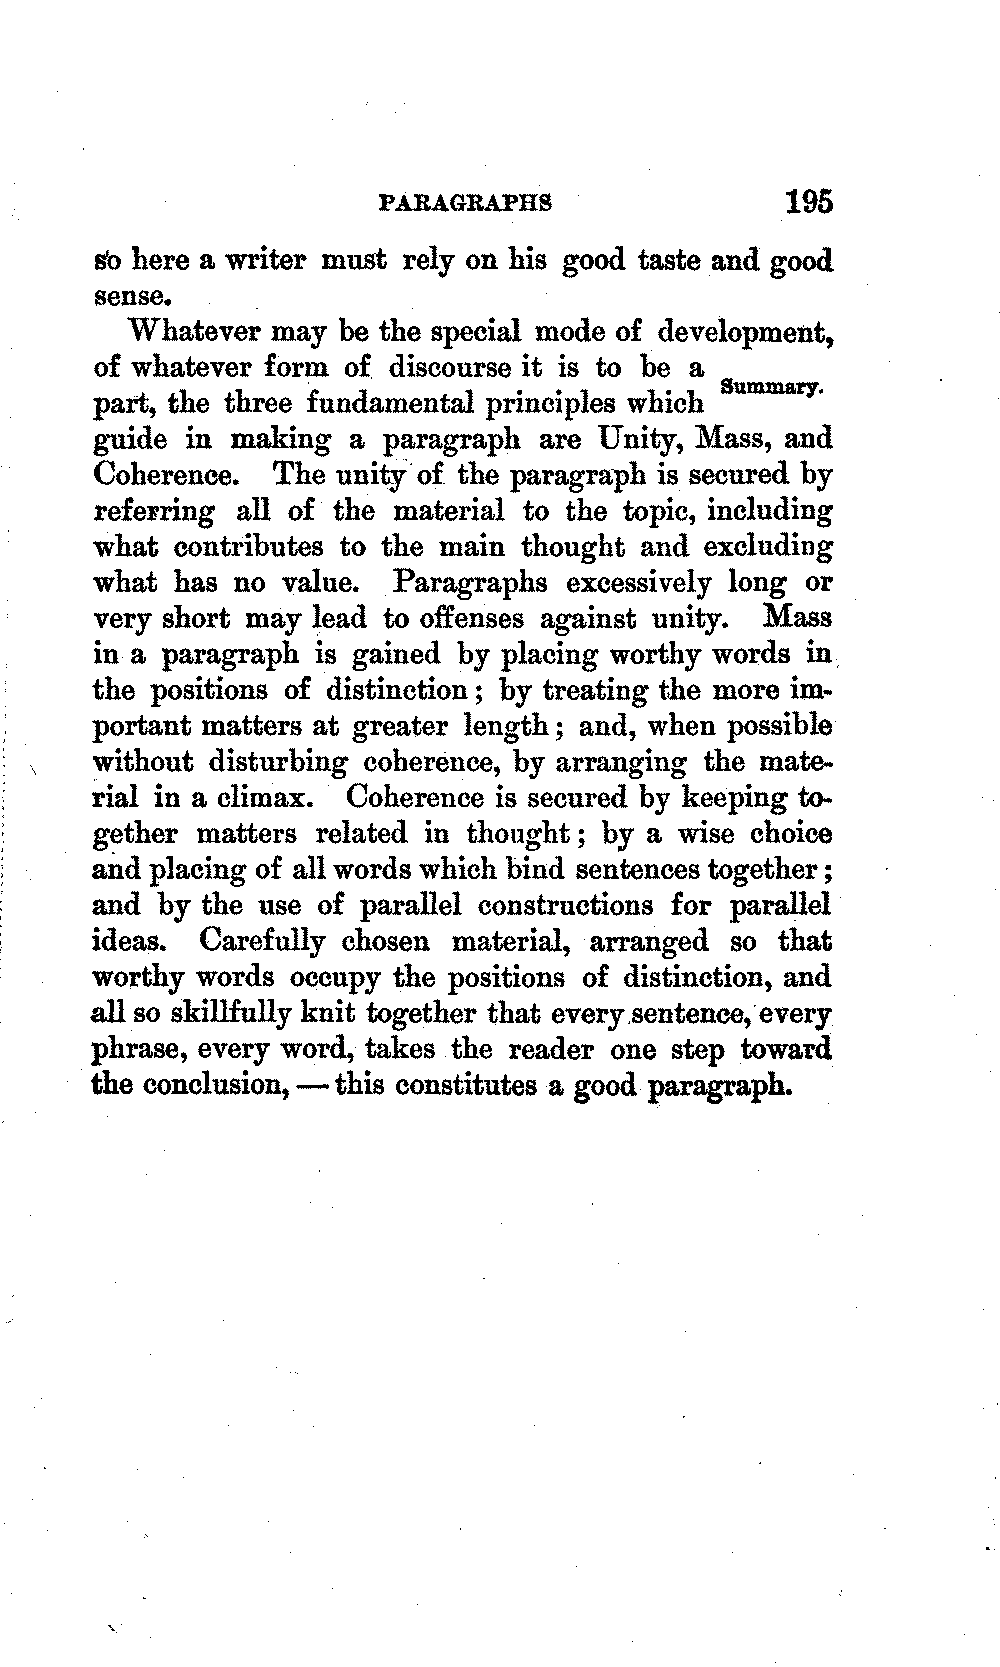 PARAGRAPHS 195
so here a writer must rely on his good taste and good
sense.
Whatever may be the special mode of development,
of whatever form of discourse it is to be a
Summary.
part, the three fundamental principles which
guide in making a paragraph are Unity, Mass, and
Coherence. The unity of the paragraph is secured by
referring all of the material to the topic, including
what contributes to the main thought and excluding
what has no value. Paragraphs excessively long or
very short may lead to offenses against unity. Mass
in a paragraph is gained by placing worthy words in
the positions of distinction; by treating the more im-
portant matters at greater length; and, when possible
without disturbing coherence, by arranging the mate-
rial in a climax. Coherence is secured by keeping to-
gether matters related in thought; by a wise choice
and placing of all words which bind sentences together;
and by the use of parallel constructions for parallel
ideas. Carefully chosen material, arranged so that
worthy words occupy the positions of distinction, and
all so skillfully knit together that every sentence, every
phrase, every word, takes the reader one step toward
the conclusion, — this constitutes a good paragraph.